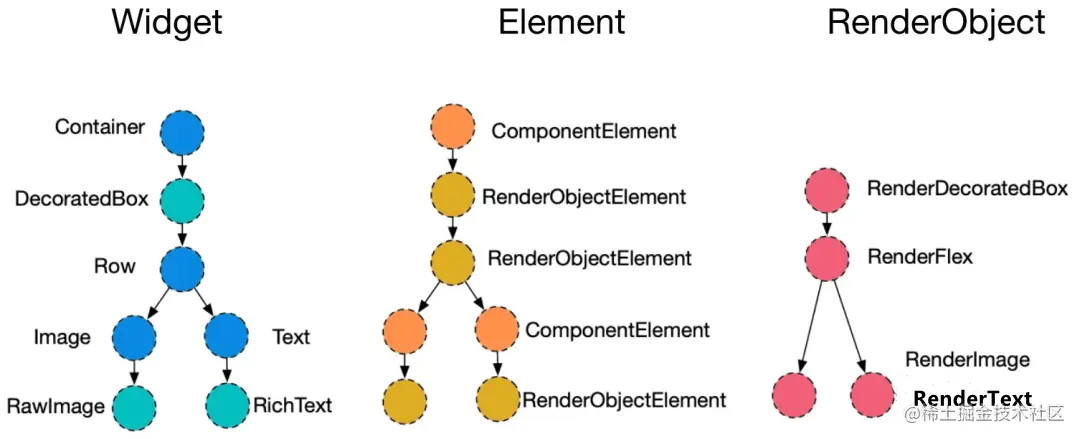 Widget
Element
RenderObject
Container
DecoratedBox
Row
Image
Text
RawImage
RichText
ComponentElement
RenderObjectElement
RenderObjectElement
ComponentElement
RenderObjectElement
RenderDecoratedBox
RenderFlex
RenderImage
RenderText
@稀土掘金技术社区